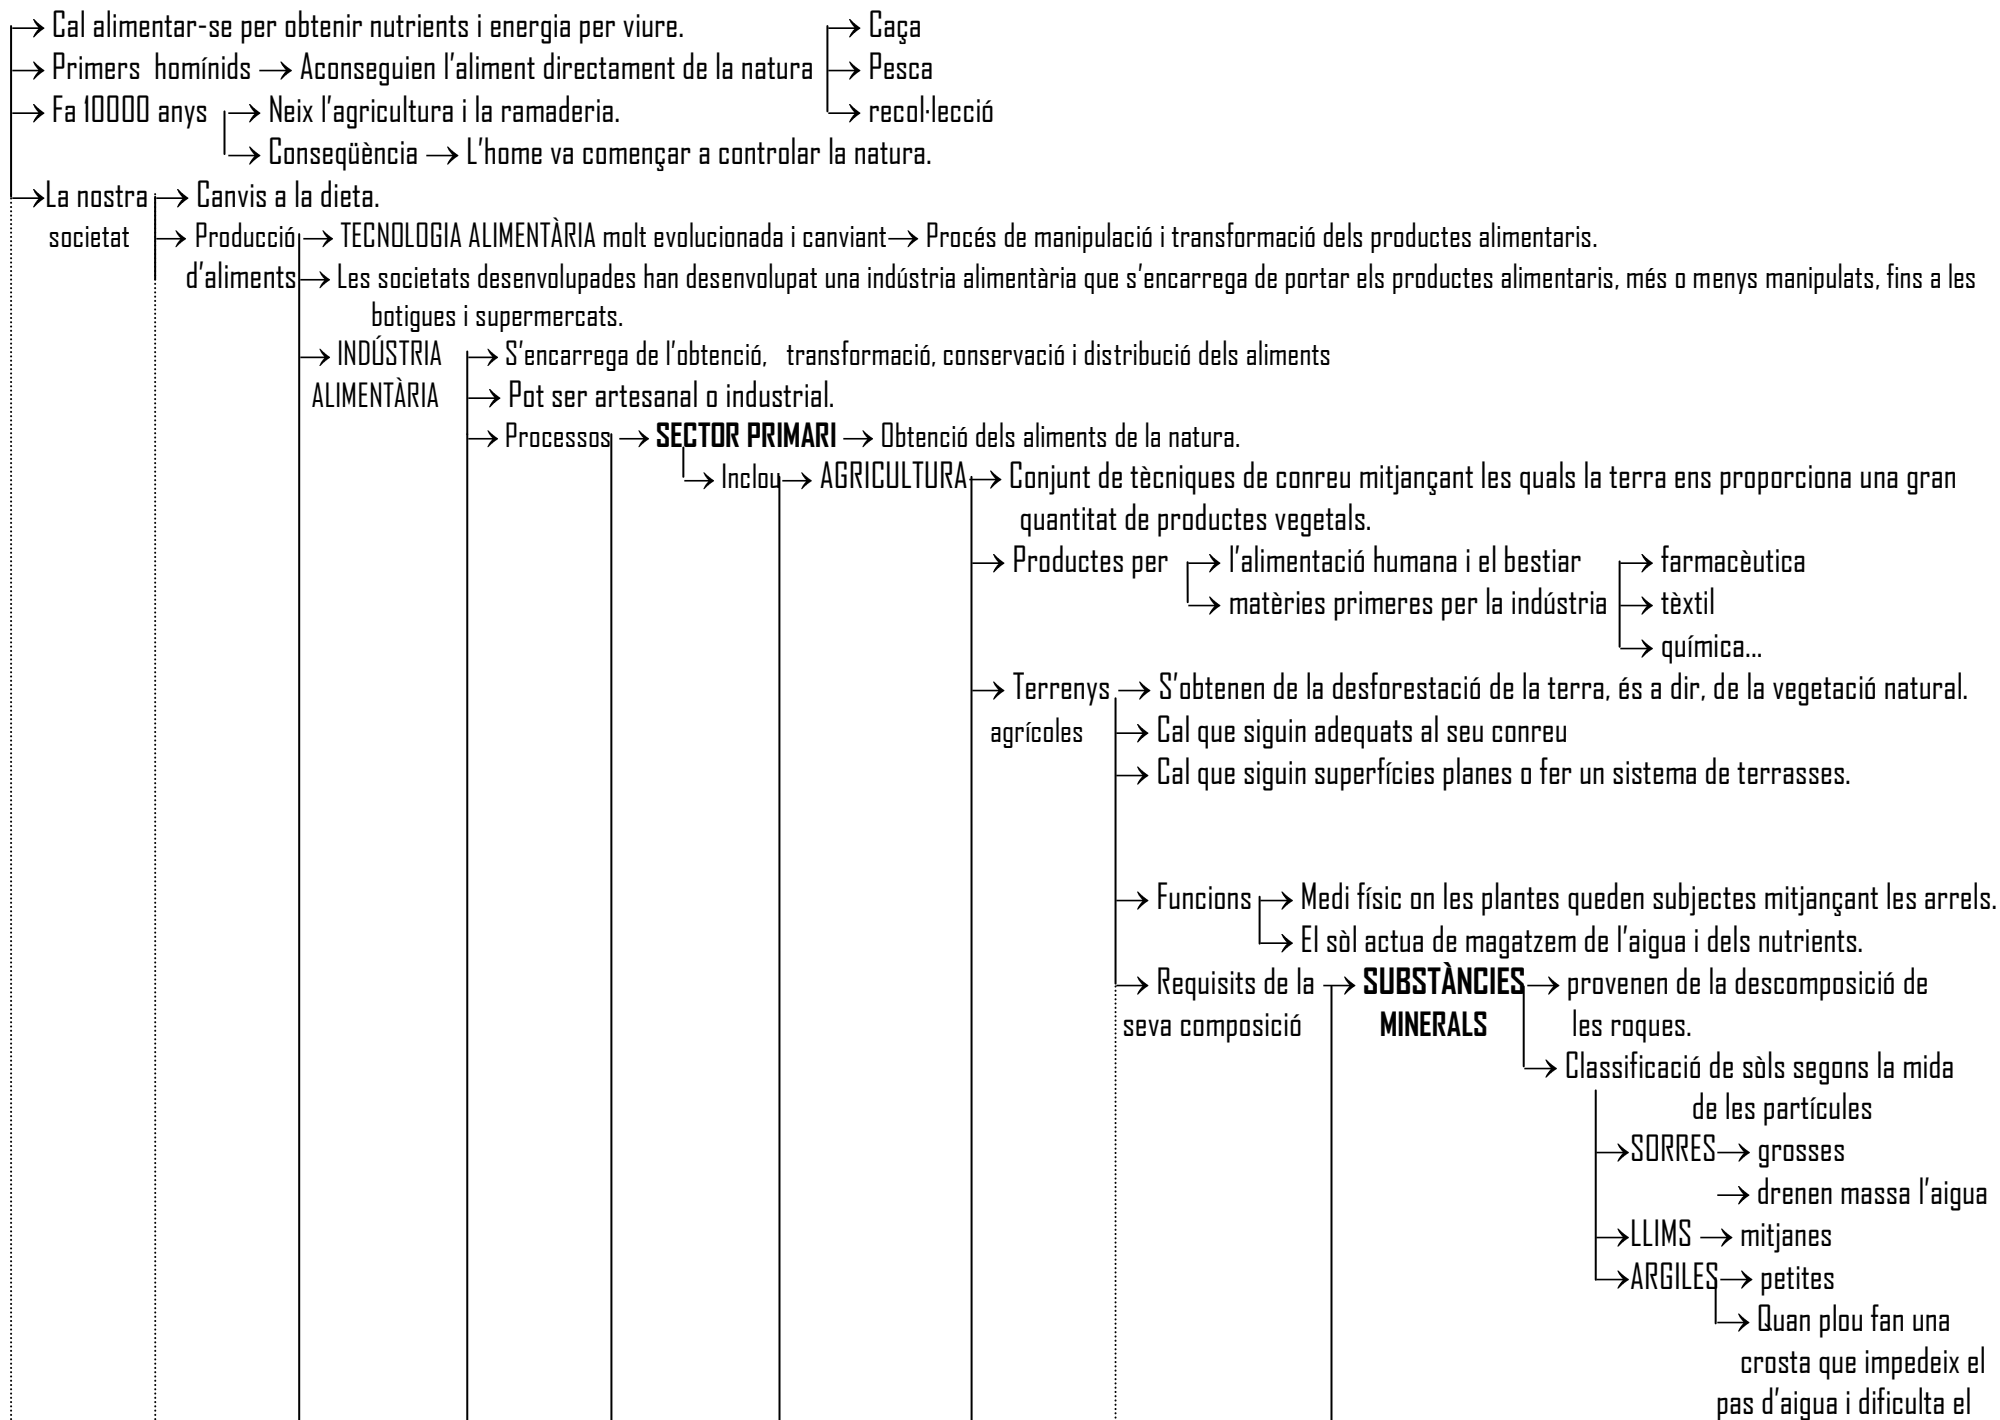 → Cal alimentar-se per obtenir nutrients i energia per viure. → Caça
→ Primers homínids → Aconseguien l'aliment directament de la natura → Pesca
→ Fa 10000 anys → Neix l'agricultura i la ramaderia. → recol·lecció
→ Conseqüència → L'home va començar a controlar la natura.
→ La nostra → Canvis a la dieta.
societat → Producció → TECNOLOGIA ALIMENTÀRIA molt evolucionada i canviant → Procés de manipulació i transformació dels productes alimentaris.
d'aliments → Les societats desenvolupades han desenvolupat una indústria alimentària que s'encarrega de portar els productes alimentaris, més o menys manipulats, fins a les
botigues i supermercats.
→ INDÚSTRIA → S'encarrega de l'obtenció, transformació, conservació i distribució dels aliments
ALIMENTÀRIA → Pot ser artesanal o industrial.
→ Processos → SECTOR PRIMARI → Obtenció dels aliments de la natura.
→ Inclou → AGRICULTURA → Conjunt de tècniques de conreu mitjançant les quals la terra ens proporciona una gran
quantitat de productes vegetals.
→ Productes per → l'alimentació humana i el bestiar → farmacèutica
→ matèries primeres per la indústria → tèxtil
→ química...
→ Terrenys → S'obtenen de la desforestació de la terra, és a dir, de la vegetació natural.
agrícoles → Cal que siguin adequats al seu conreu
→ Cal que siguin superfícies planes o fer un sistema de terrasses.
→ Funcions → Medi físic on les plantes queden subjectes mitjançant les arrels.
→ El sòl actua de magatzem de l'aigua i dels nutrients.
→ Requisits de la → SUBSTÀNCIES → provenen de la descomposició de
seva composició MINERALS les roques.
→ Classificació de sòls segons la mida
de les partícules
→ SORRES → grosses
→ drenen massa l'aigua
→ LLIMS → mitjanes
→ ARGILES → petites
→ Quan plou fan una
crosta que impedeix el
pas d'aigua i dificulta el